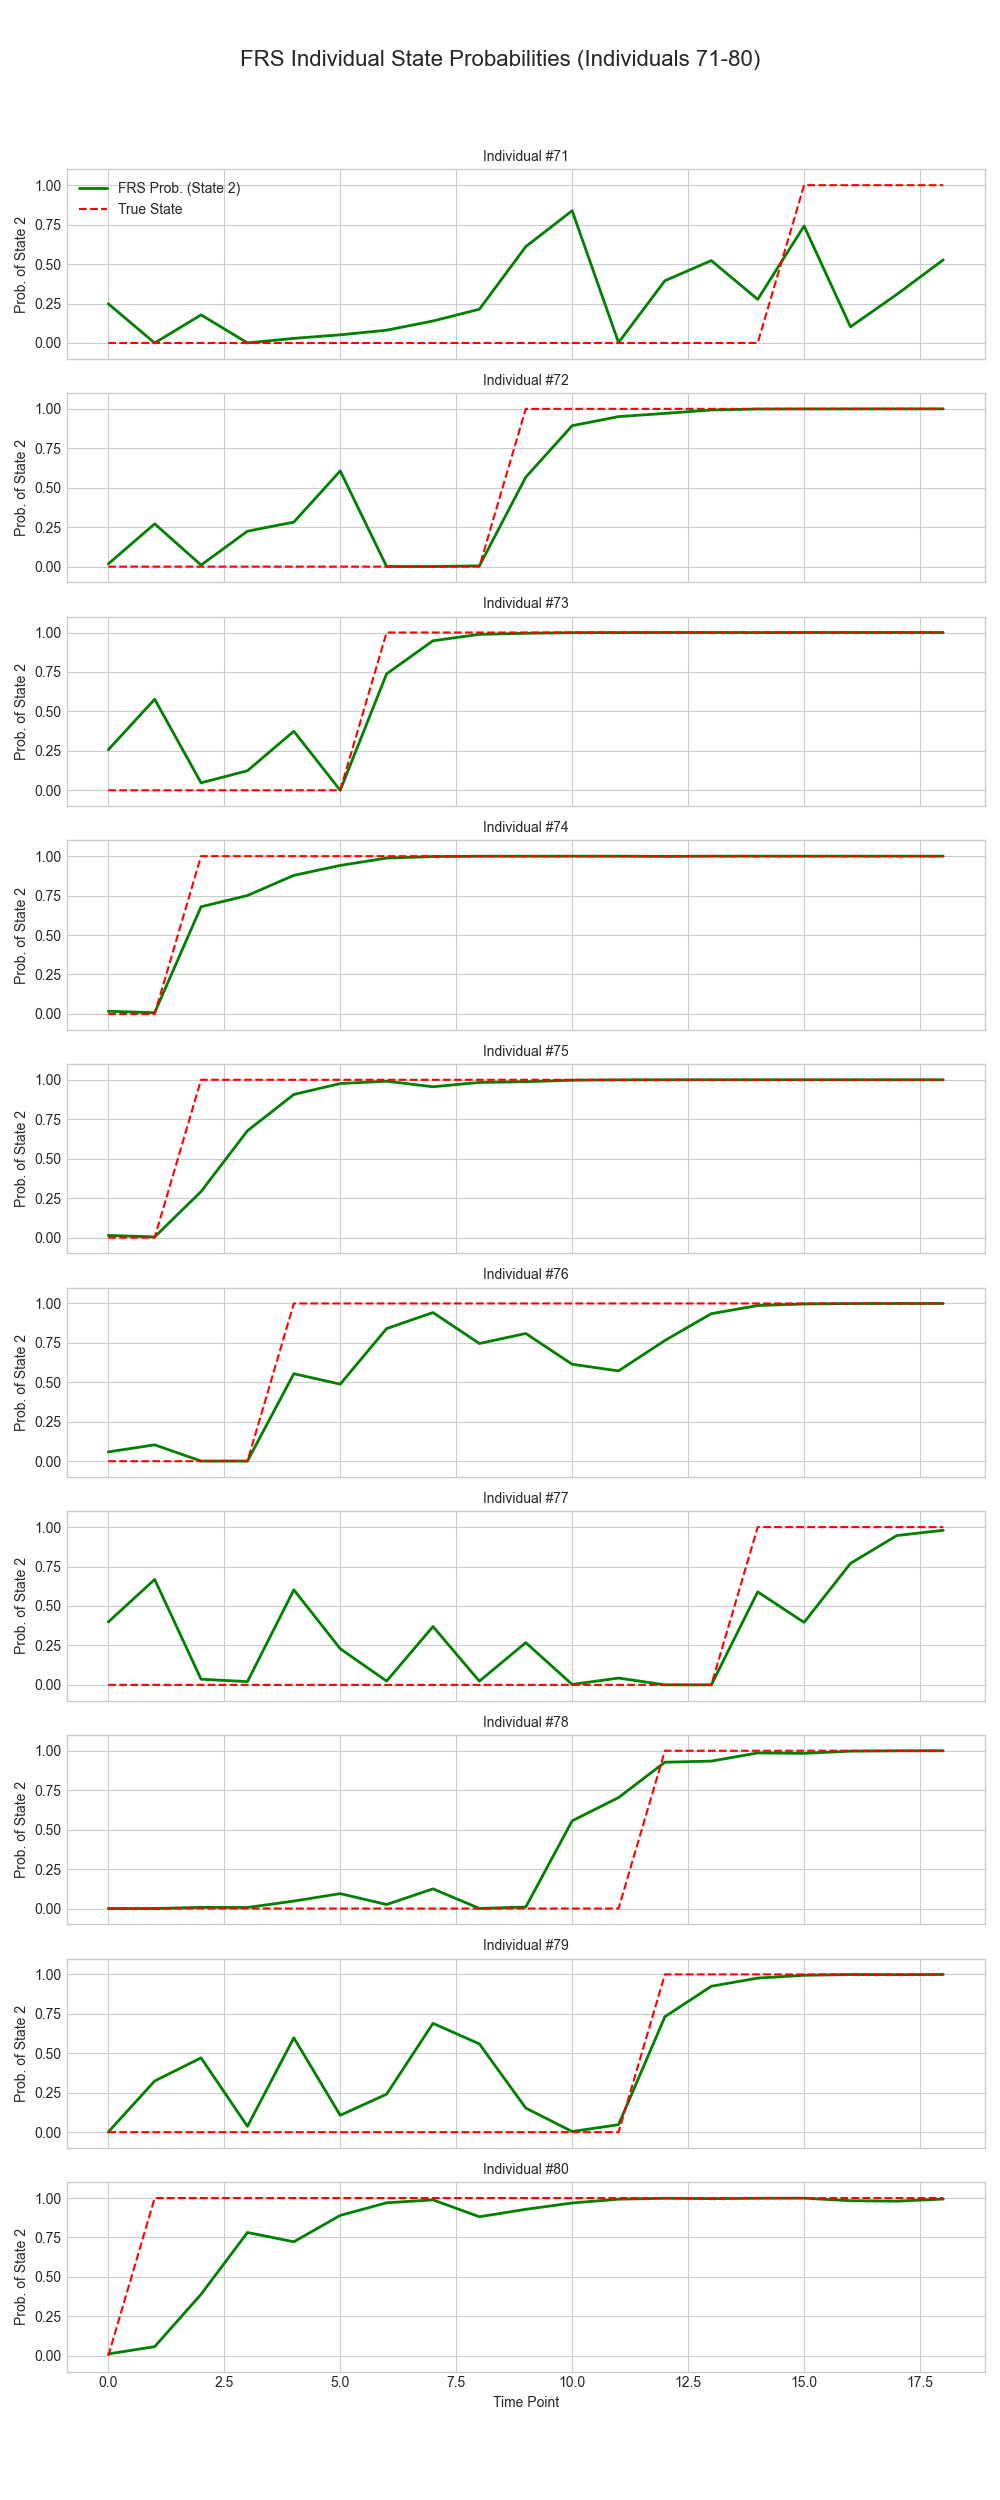 FRS Individual State Probabilities (Individuals 71-80)
Individual #71
Prob. of State 2
1.00
0.75
0.50
0.25
0.00
FRS Prob. (State 2)
True State
Individual #72
Prob. of State 2
1.00
0.75
0.50
0.25
0.00
Individual #73
Prob. of State 2
1.00
0.75
0.50
0.25
0.00
Individual #74
Prob. of State 2
1.00
0.75
0.50
0.25
0.00
Individual #75
Prob. of State 2
1.00
0.75
0.50
0.25
0.00
Individual #76
Prob. of State 2
1.00
0.75
0.50
0.25
0.00
Individual #77
Prob. of State 2
1.00
0.75
0.50
0.25
0.00
Individual #78
Prob. of State 2
1.00
0.75
0.50
0.25
0.00
Individual #79
Prob. of State 2
1.00
0.75
0.50
0.25
0.00
Individual #80
Prob. of State 2
1.00
0.75
0.50
0.25
0.00
0.0 2.5 5.0 7.5 10.0 12.5 15.0 17.5
Time Point